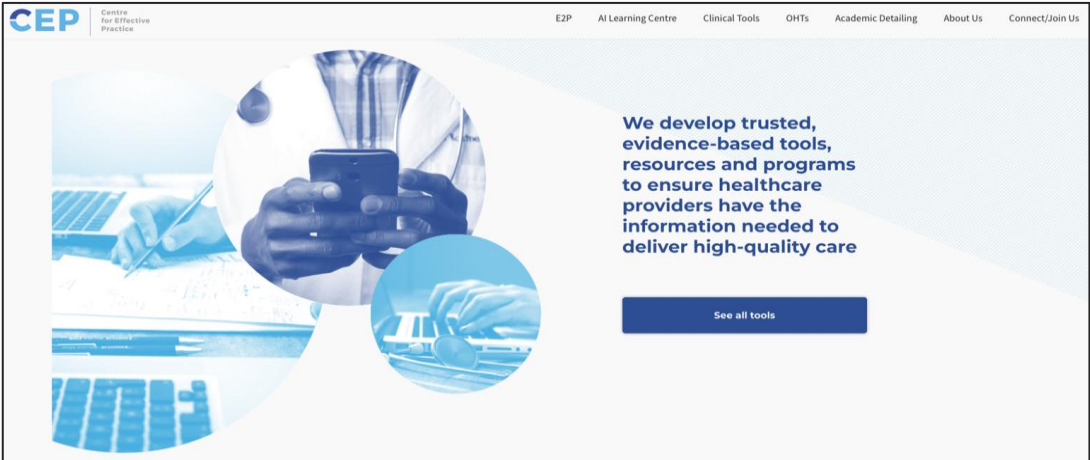 CEP
Centre
for Effective
Practice
E2P AI Learning Centre Clinical Tools OHTs Academic Detailing About Us Connect/Join Us
We develop trusted,
evidence-based tools,
resources and programs
to ensure healthcare
providers have the
information needed to
deliver high-quality care
See all tools